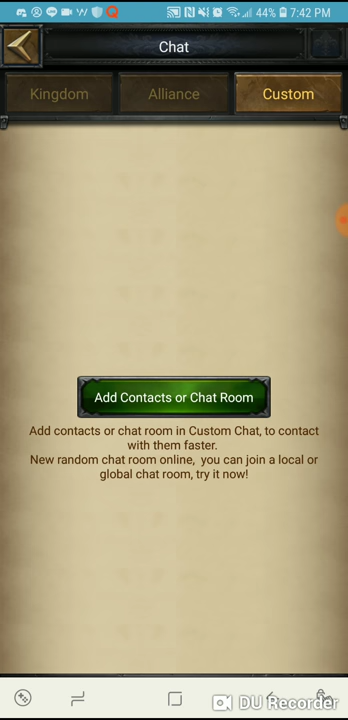 44% 7:42 PM
Chat
Kingdom Alliance Custom
Add Contacts or Chat Room
Add contacts or chat room in Custom Chat, to contact
with them faster.
New random chat room online, you can join a local or
global chat room, try it now!
DU Recorder